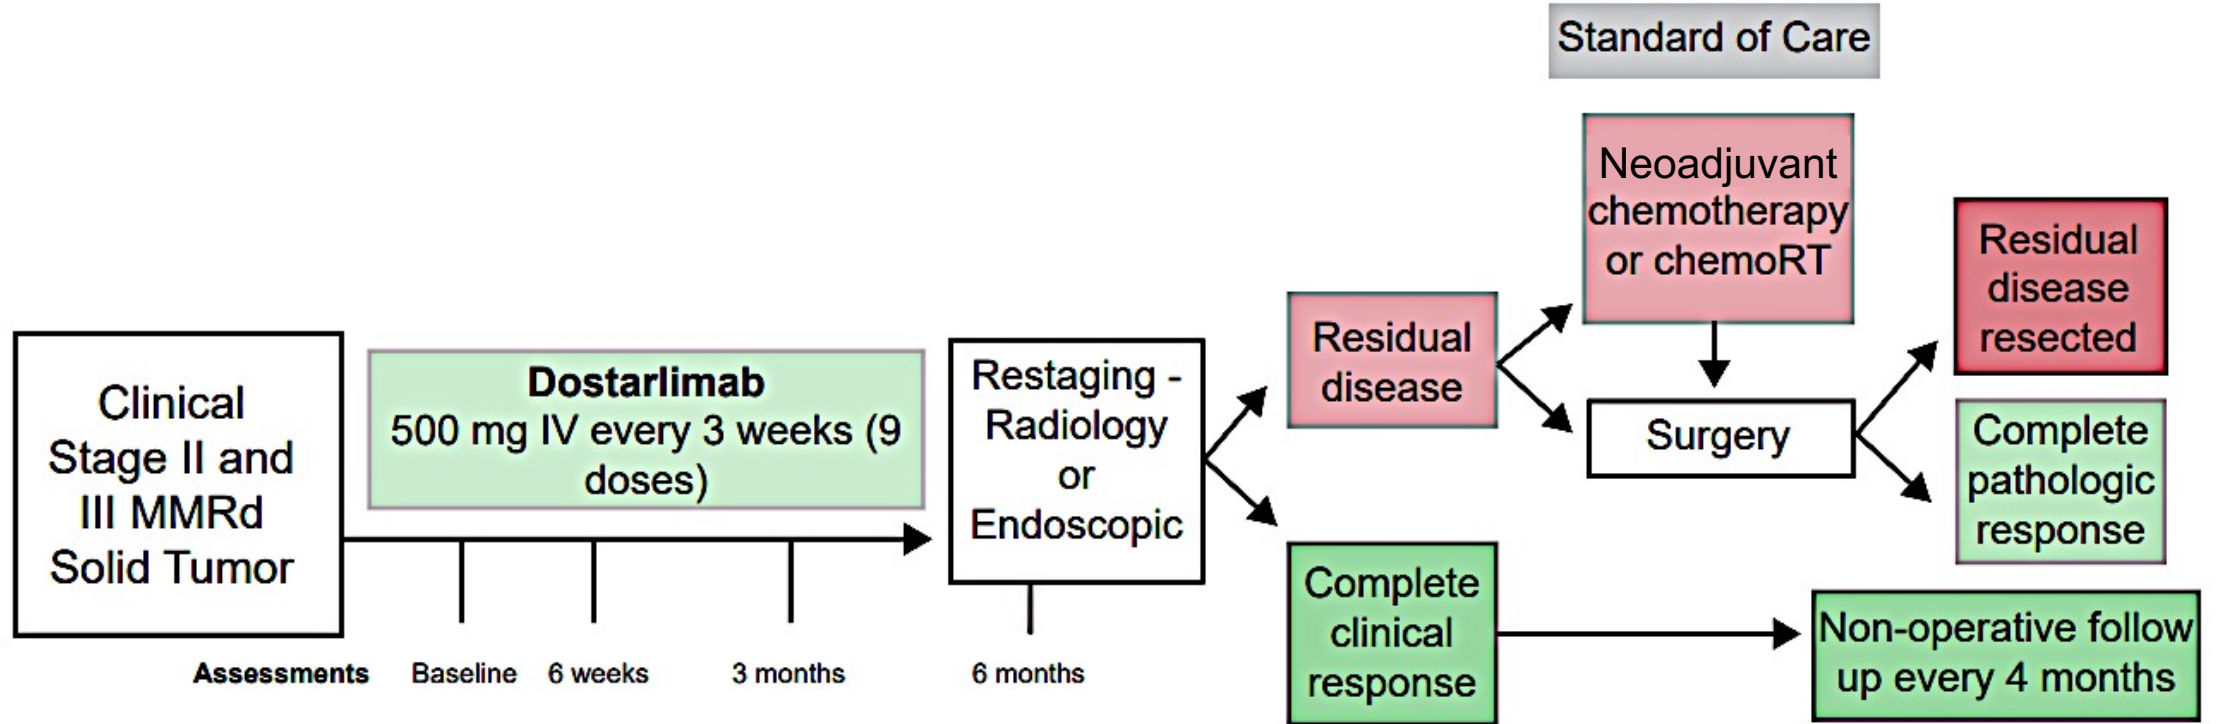 Standard of Care
Clinical
Stage II and
III MMRd
Solid Tumor
Dostarlimab
500 mg IV every 3 weeks (9
doses)
Assessments
Baseline
6 weeks
3 months
6 months
Restaging -
Radiology
or
Endoscopic
Residual
disease
Neoadjuvant
chemotherapy
or chemoRT
Surgery
Residual
disease
resected
Complete
pathologic
response
Complete
clinical
response
Non-operative follow
up every 4 months